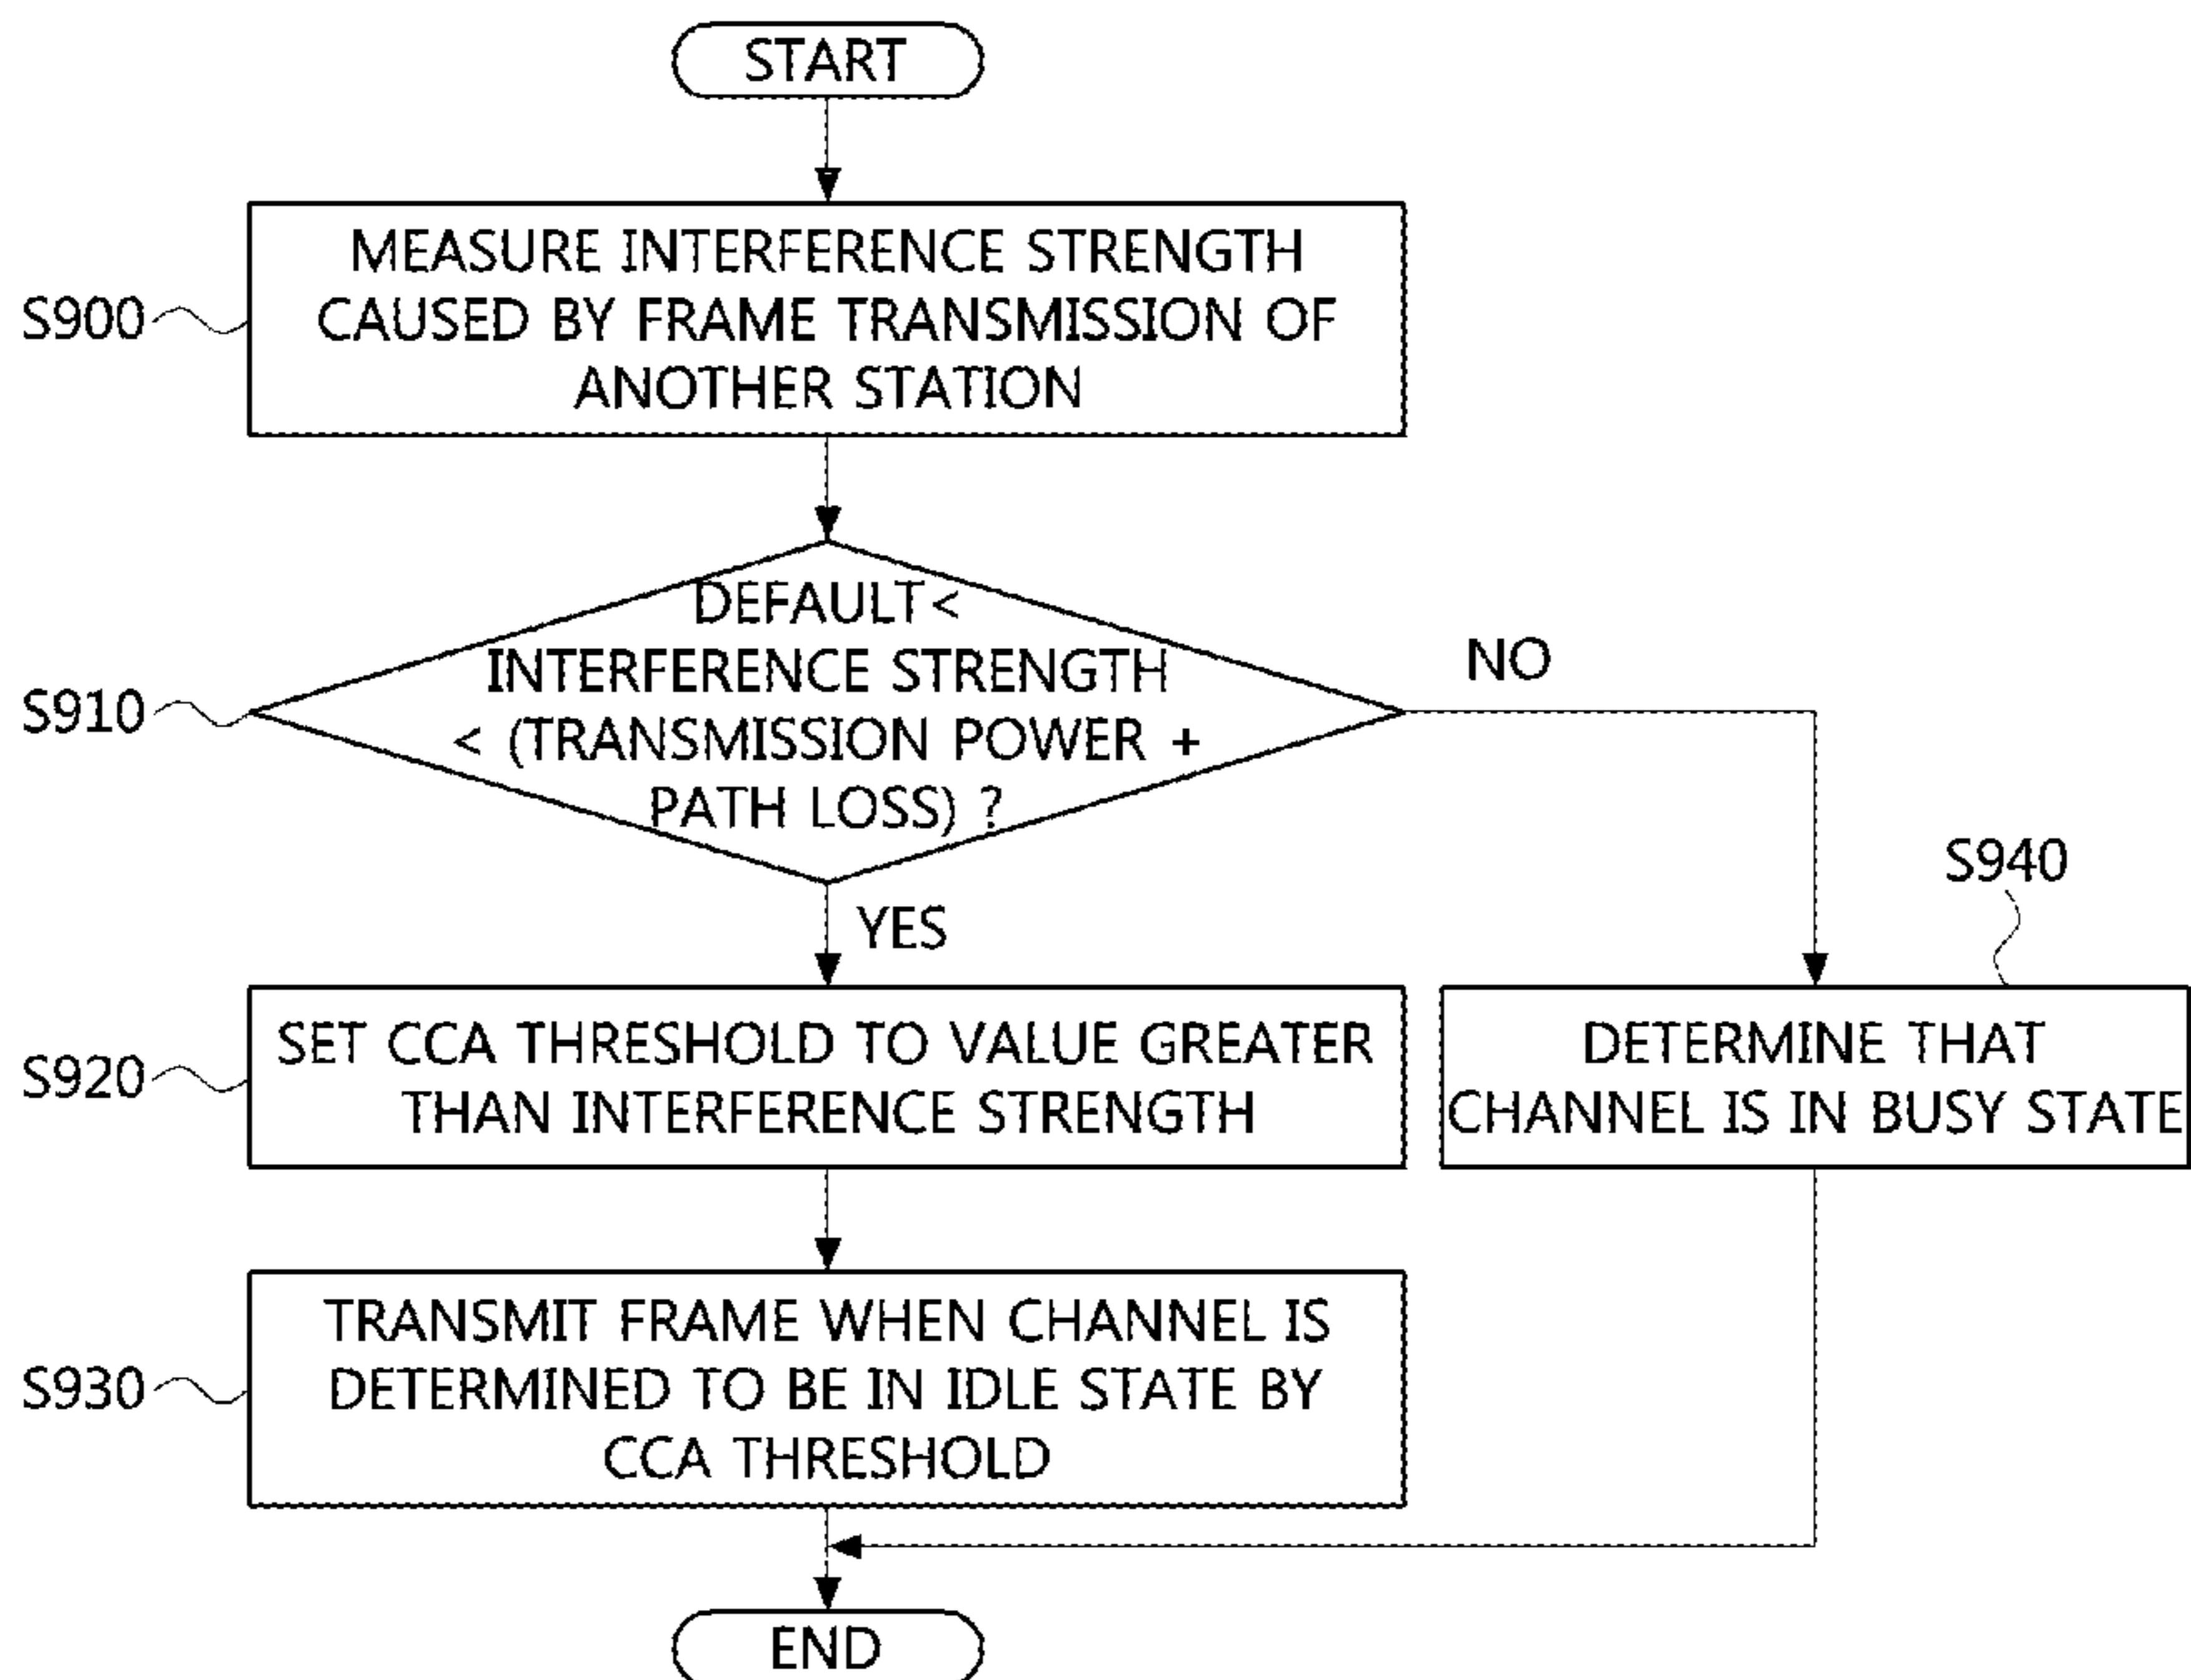 START
MEASURE INTERFERENCE STRENGTH
CAUSED BY FRAME TRANSMISSION OF
ANOTHER STATION
S900
DEFAULT<
INTERFERENCE STRENGTH
< (TRANSMISSION POWER +
PATH LOSS) ?
S910
NO
YES
S940
SET CCA THRESHOLD TO VALUE GREATER
THAN INTERFERENCE STRENGTH
S920
DETERMINE THAT
CHANNEL IS IN BUSY STATE
TRANSMIT FRAME WHEN CHANNEL IS
DETERMINED TO BE IN IDLE STATE BY
CCA THRESHOLD
S930
END